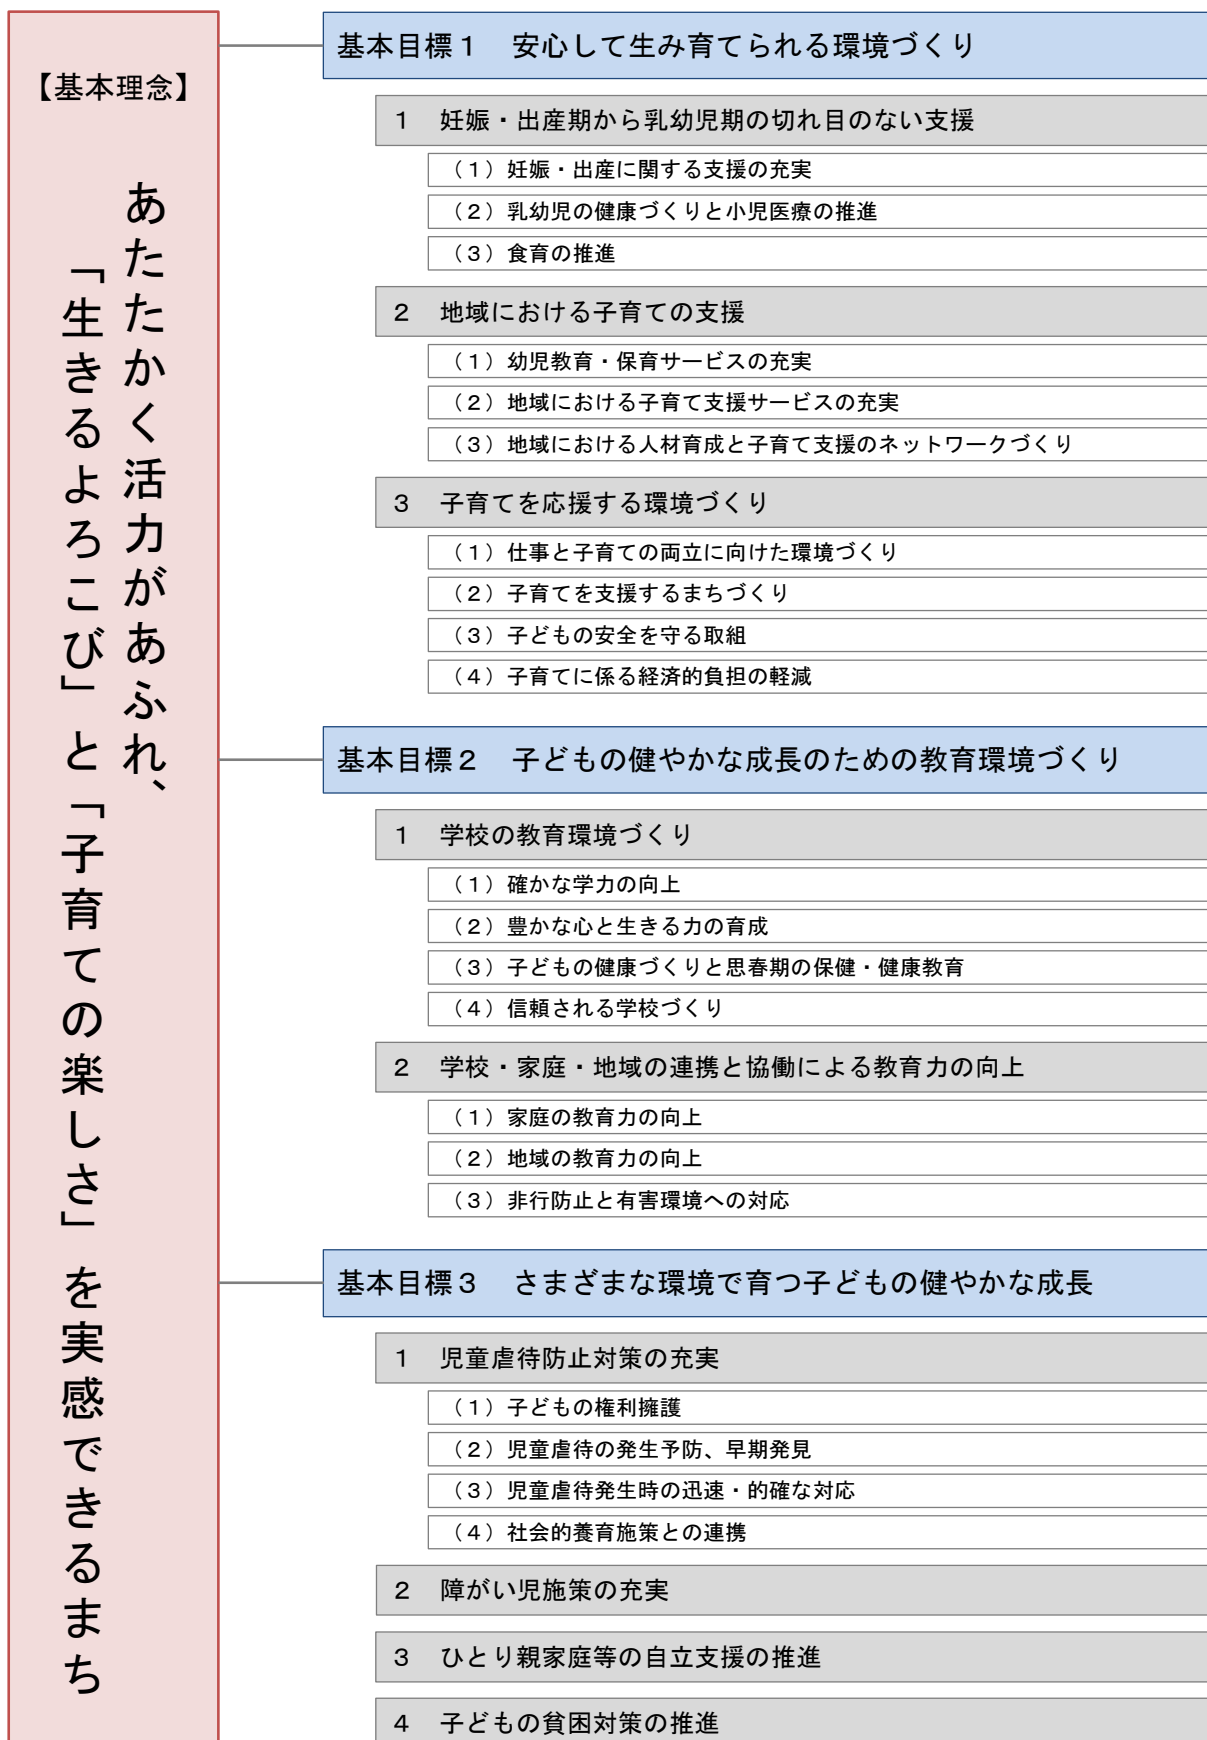 【基本理念】
あたたかく活力があふれ、
「生きるよろこび」と「子育ての楽しさ」を実感できるまち
基本目標１　安心して生み育てられる環境づくり
１　妊娠・出産期から乳幼児期の切れ目のない支援
（１）妊娠・出産に関する支援の充実
（２）乳幼児の健康づくりと小児医療の推進
（３）食育の推進
２　地域における子育ての支援
（１）幼児教育・保育サービスの充実
（２）地域における子育て支援サービスの充実
（３）地域における人材育成と子育て支援のネットワークづくり
３　子育てを応援する環境づくり
（１）仕事と子育ての両立に向けた環境づくり
（２）子育てを支援するまちづくり
（３）子どもの安全を守る取組
（４）子育てに係る経済的負担の軽減
基本目標２　子どもの健やかな成長のための教育環境づくり
１　学校の教育環境づくり
（１）確かな学力の向上
（２）豊かな心と生きる力の育成
（３）子どもの健康づくりと思春期の保健・健康教育
（４）信頼される学校づくり
２　学校・家庭・地域の連携と協働による教育力の向上
（１）家庭の教育力の向上
（２）地域の教育力の向上
（３）非行防止と有害環境への対応
基本目標３　さまざまな環境で育つ子どもの健やかな成長
１　児童虐待防止対策の充実
（１）子どもの権利擁護
（２）児童虐待の発生予防、早期発見
（３）児童虐待発生時の迅速・的確な対応
（４）社会的養育施策との連携
２　障がい児施策の充実
３　ひとり親家庭等の自立支援の推進
４　子どもの貧困対策の推進